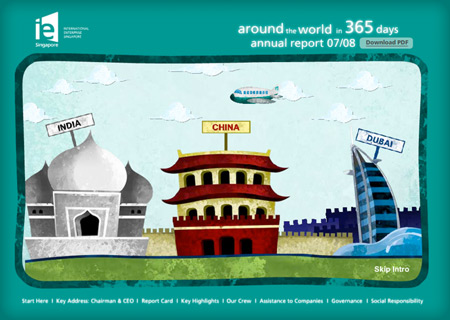 ie
Singapore
INTERNATIONAL
ENTERPRISE
SINGAPORE
around the world in 365 days
annual report 07/08 Download PDF
INDIA
CHINA
DUBAI
Skip Intro
Start Here | Key Address: Chairman & CEO | Report Card | Key Highlights | Our Crew | Assistance to Companies | Governance | Social Responsibility